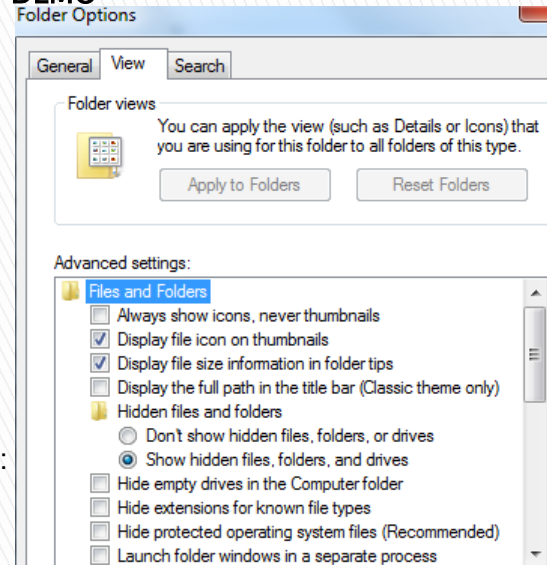 DEMO
Folder Options
General View Search
Folder views
You can apply the view (such as Details or Icons) that
you are using for this folder to all folders of this type.
Apply to Folders Reset Folders
Advanced settings:
Files and Folders
Always show icons, never thumbnails
Display file icon on thumbnails
Display file size information in folder tips
Display the full path in the title bar (Classic theme only)
Hidden files and folders
Don't show hidden files, folders, or drives
:
Show hidden files, folders, and drives
Hide empty drives in the Computer folder
Hide extensions for known file types
Hide protected operating system files (Recommended)
Launch folder windows in a separate process